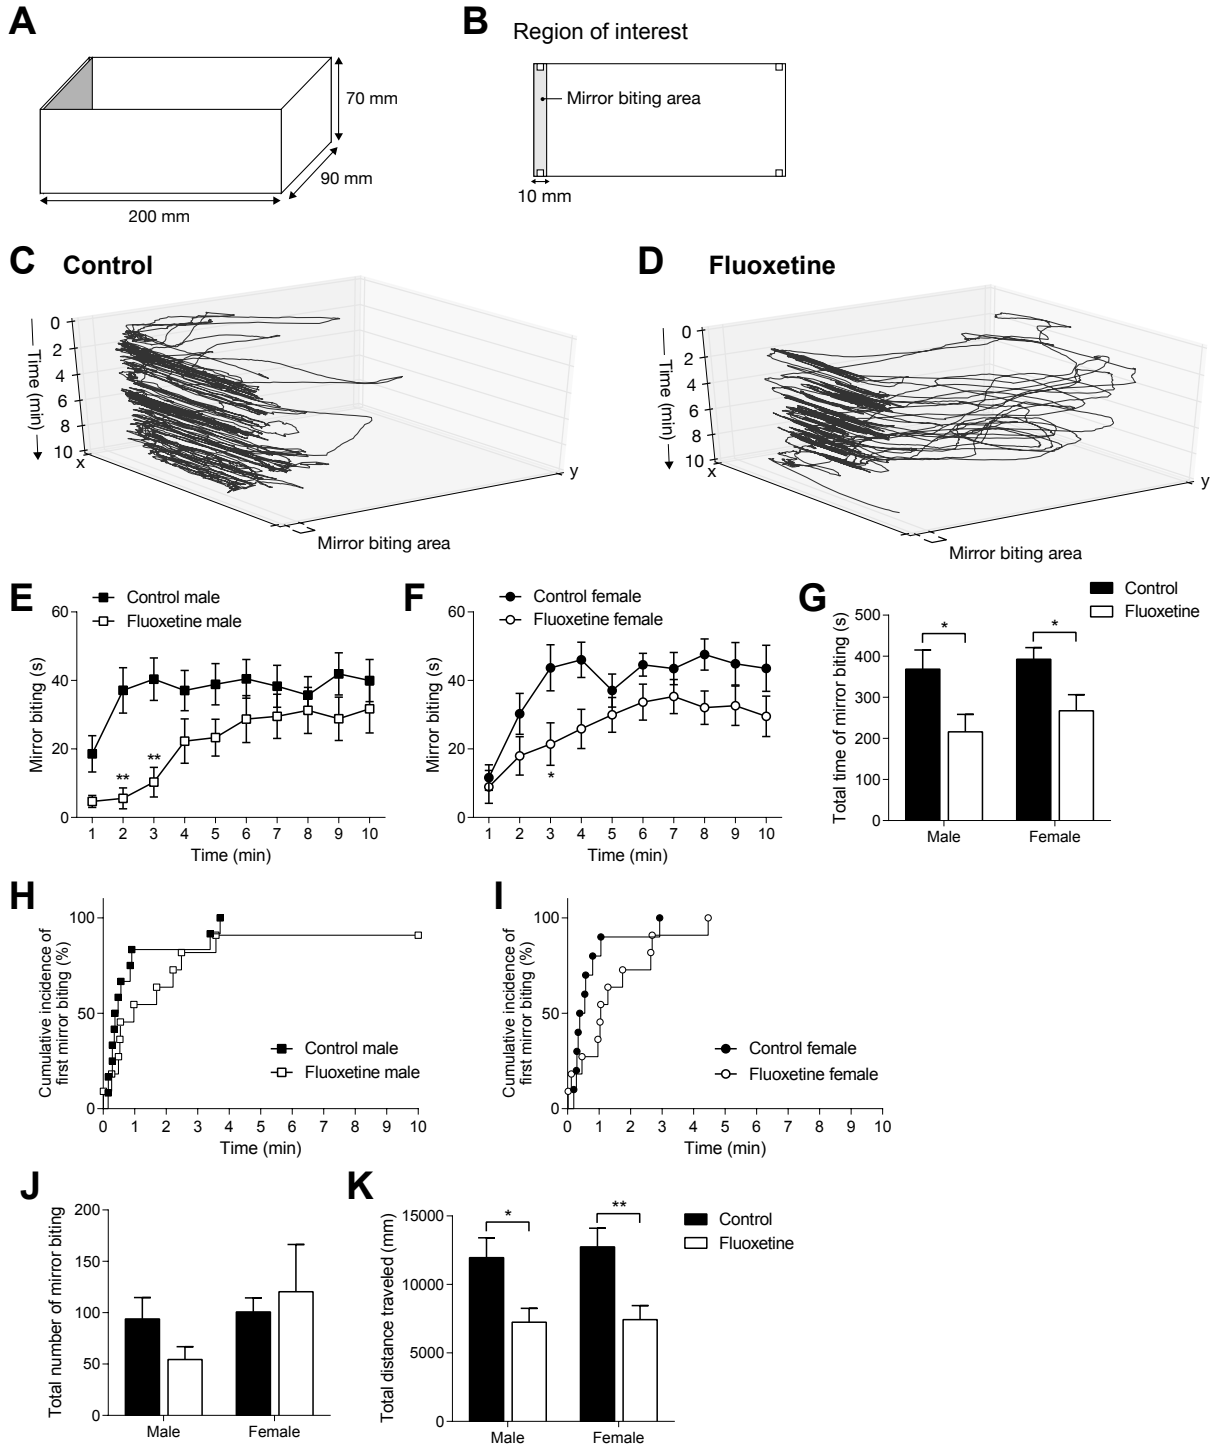 A
70 mm
90 mm
200 mm
B
Region of interest
Mirror biting area
10 mm
C Control
0
2
4
6
8
10
Time (min)
x
y
Mirror biting area
D Fluoxetine
0
2
4
6
8
10
Time (min)
x
y
Mirror biting area
E
Control male
Fluoxetine male
Mirror biting (s)
60
40
20
0
**
**
1 2 3 4 5 6 7 8 9 10
Time (min)
F
Control female
Fluoxetine female
Mirror biting (s)
60
40
20
0
*
1 2 3 4 5 6 7 8 9 10
Time (min)
G
Control
Fluoxetine
Total time of mirror biting (s)
500
400
300
200
100
0
*
*
Male Female
H
Cumulative incidence of
first mirror biting (%)
100
50
0
Control male
Fluoxetine male
0 1 2 3 4 5 6 7 8 9 10
Time (min)
I
Cumulative incidence of
first mirror biting (%)
100
50
0
Control female
Fluoxetine female
0 1 2 3 4 5 6 7 8 9 10
Time (min)
J
Total number of mirror biting
200
150
100
50
0
Male Female
K
Total distance traveled (mm)
15000
10000
5000
0
*
**
Male Female
Control
Fluoxetine